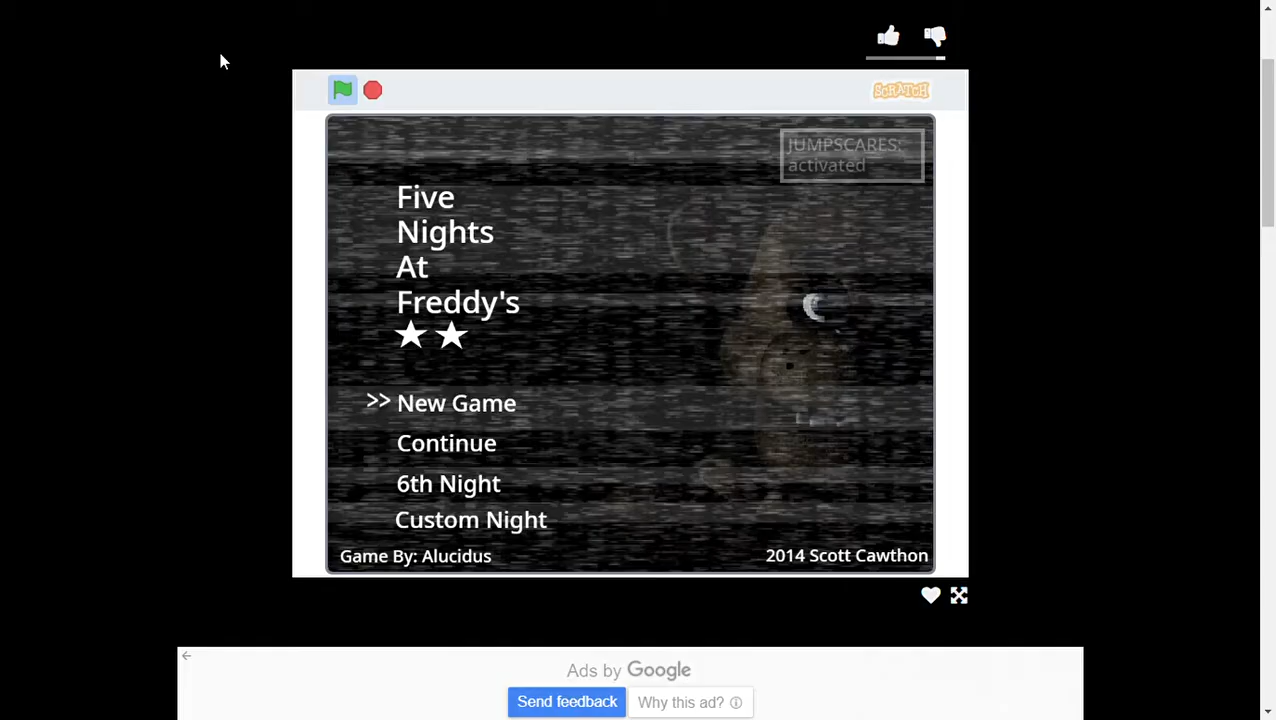 SCRATCH
JUMPSCARES:
activated
Five
Nights
At
Freddy's
>> New Game
Continue
6th Night
Custom Night
Game By: Alucidus
2014 Scott Cawthon
Ads by Google
Send feedback
Why this ad?